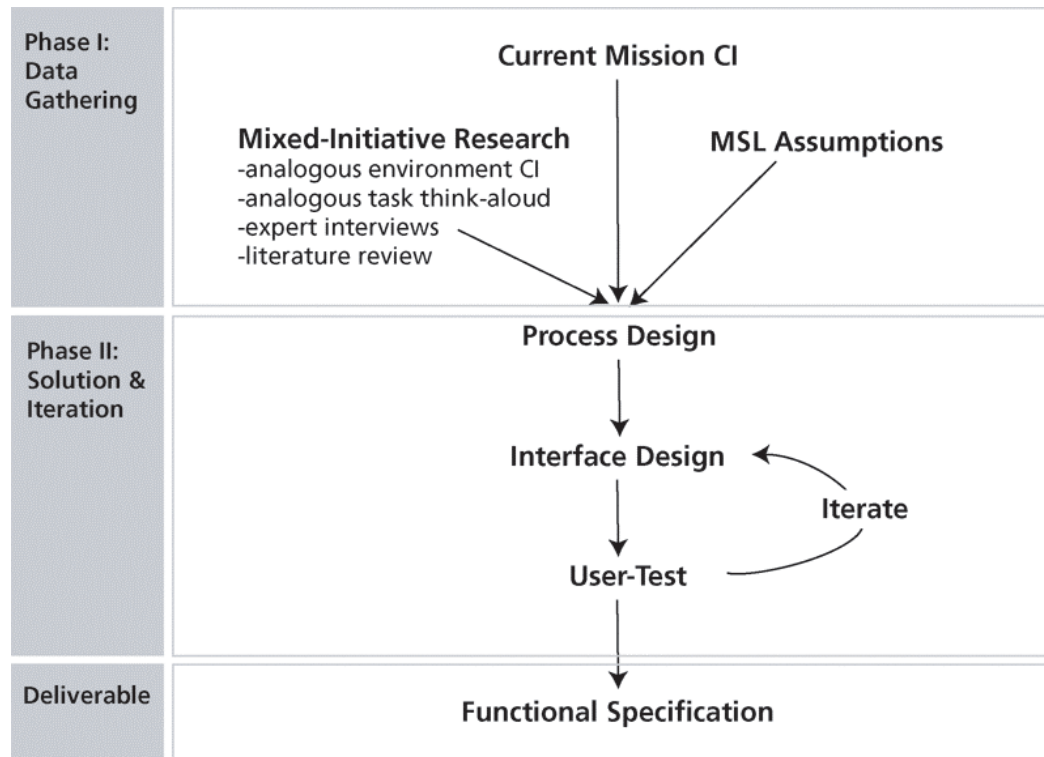 Phase I:
Data
Gathering
Current Mission CI
Mixed-Initiative Research
-analogous environment CI
-analogous task think-aloud
-expert interviews
-literature review
MSL Assumptions
Phase II:
Solution &
Iteration
Process Design
Interface Design
Iterate
User-Test
Deliverable
Functional Specification